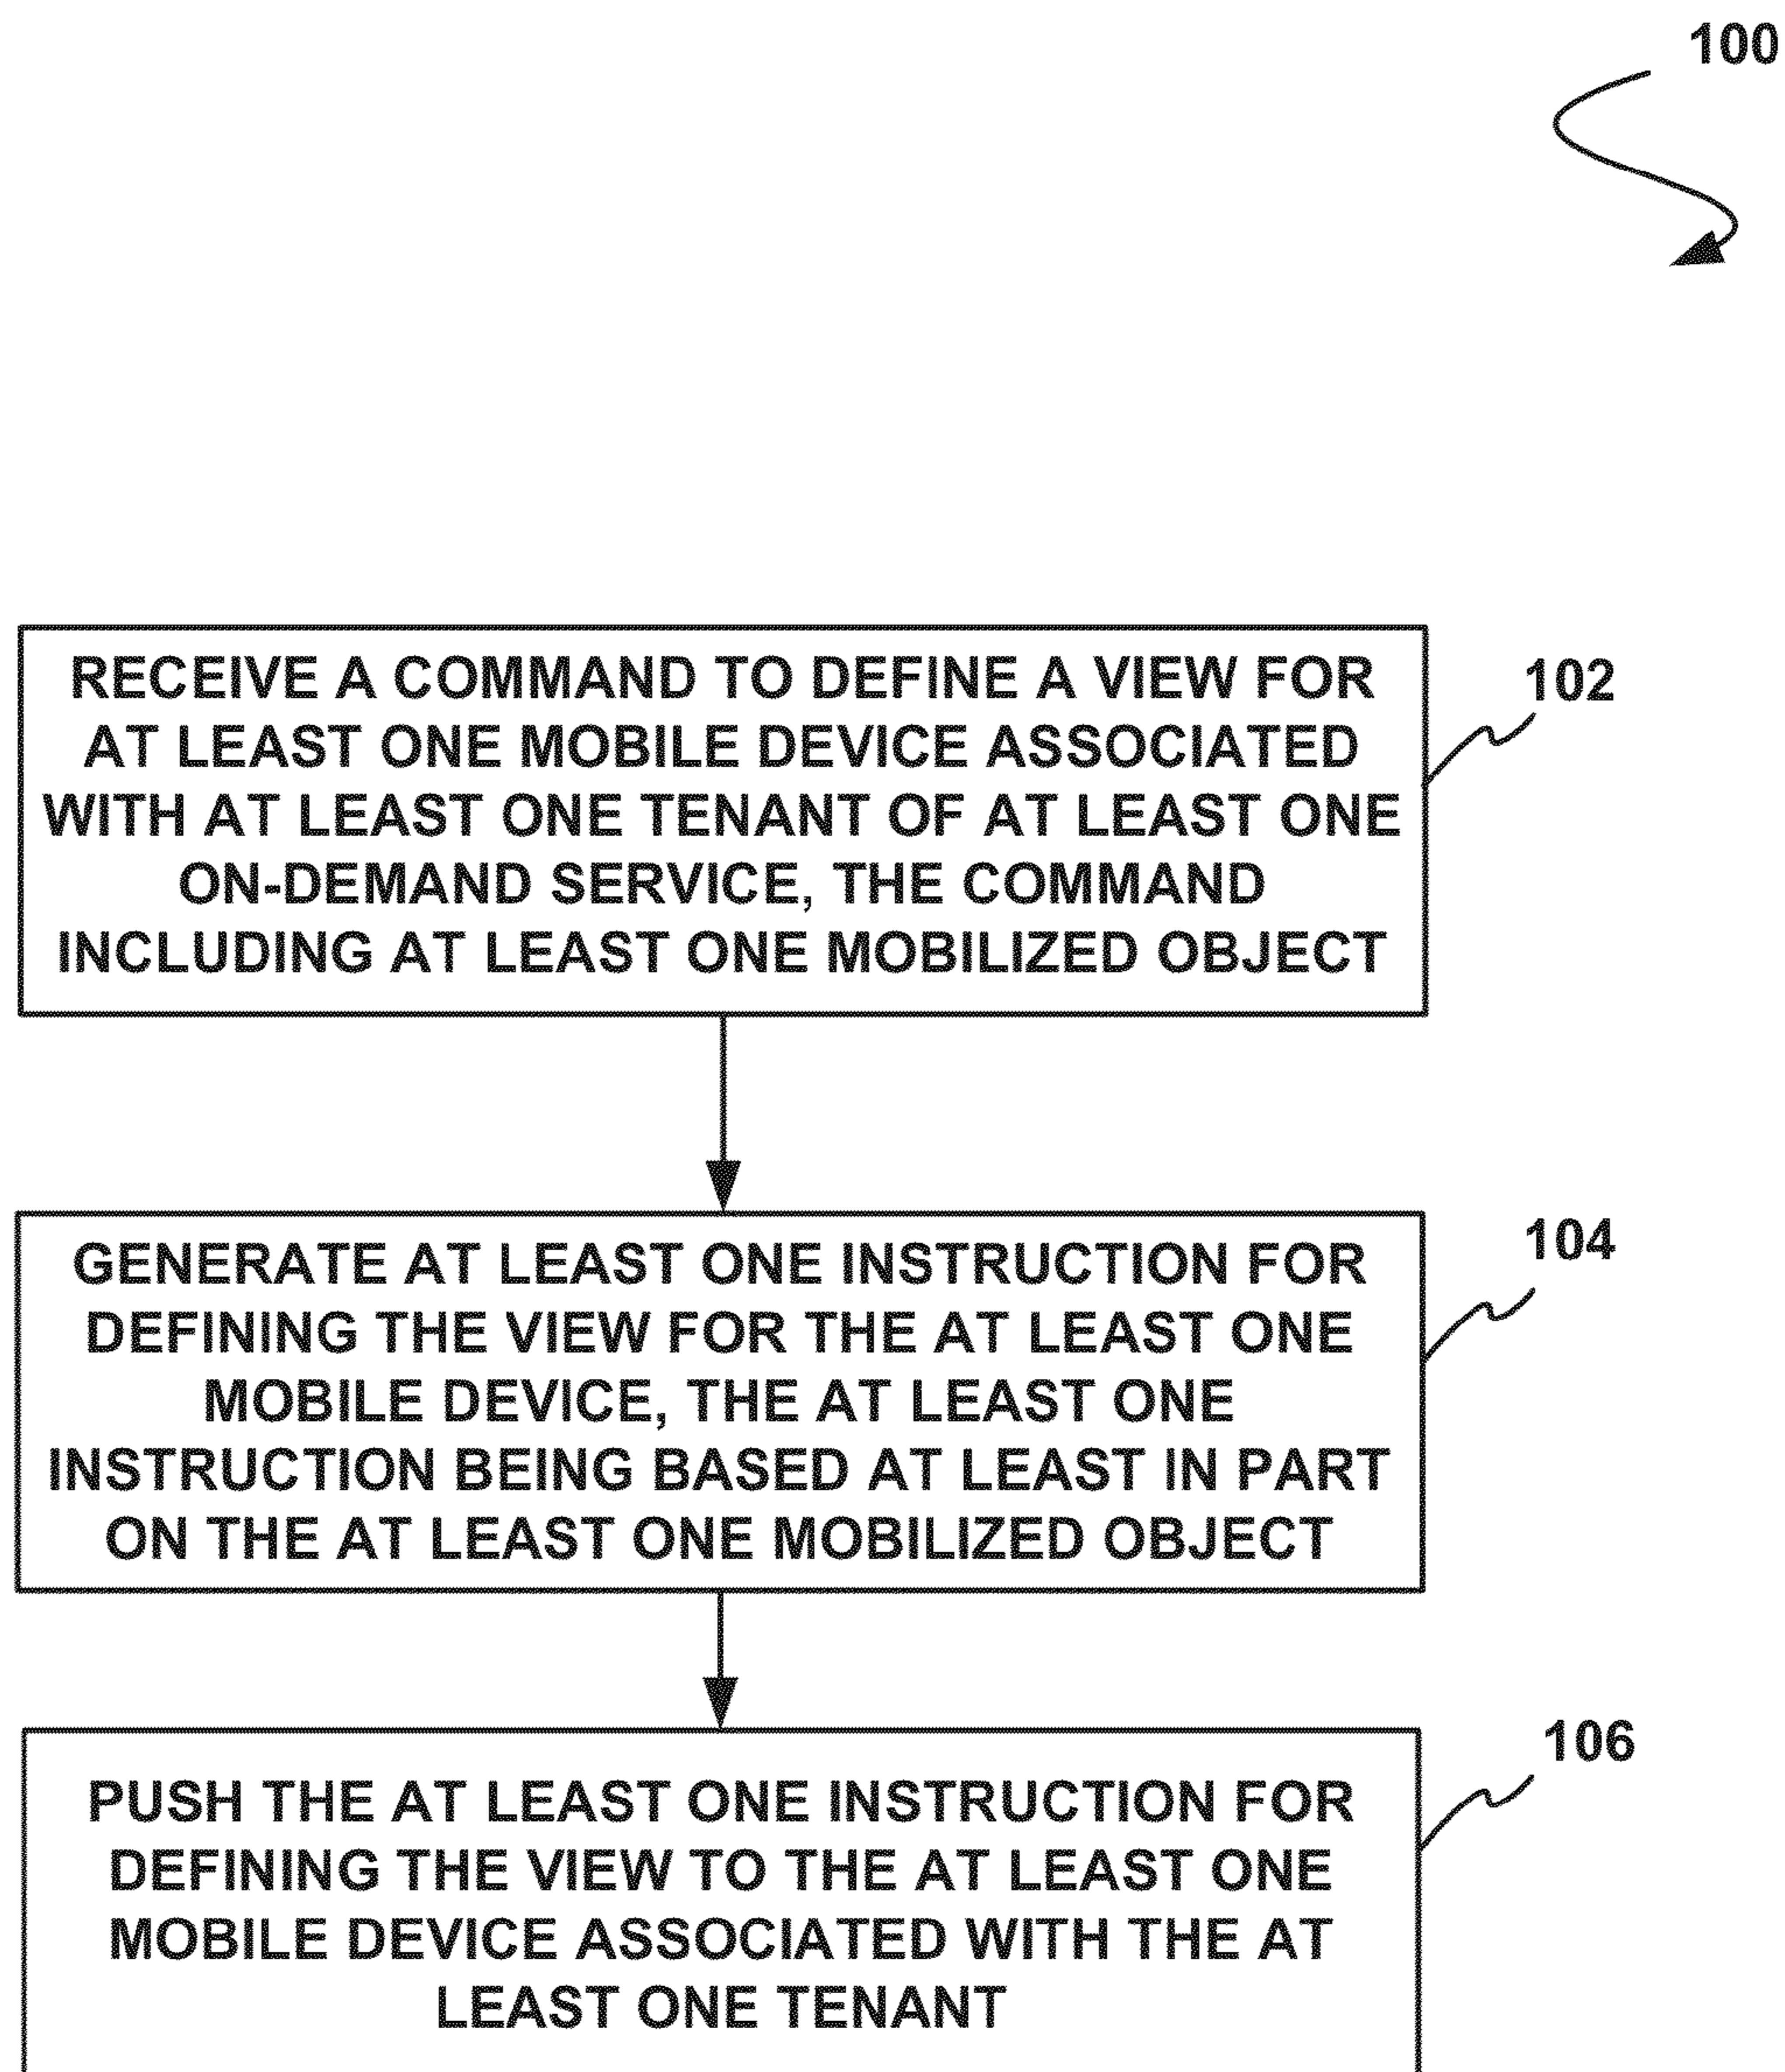 100
RECEIVE A COMMAND TO DEFINE A VIEW FOR
AT LEAST ONE MOBILE DEVICE ASSOCIATED
WITH AT LEAST ONE TENANT OF AT LEAST ONE
ON-DEMAND SERVICE, THE COMMAND
INCLUDING AT LEAST ONE MOBILIZED OBJECT
102
GENERATE AT LEAST ONE INSTRUCTION FOR
DEFINING THE VIEW FOR THE AT LEAST ONE
MOBILE DEVICE, THE AT LEAST ONE
INSTRUCTION BEING BASED AT LEAST IN PART
ON THE AT LEAST ONE MOBILIZED OBJECT
104
PUSH THE AT LEAST ONE INSTRUCTION FOR
DEFINING THE VIEW TO THE AT LEAST ONE
MOBILE DEVICE ASSOCIATED WITH THE AT
LEAST ONE TENANT
106